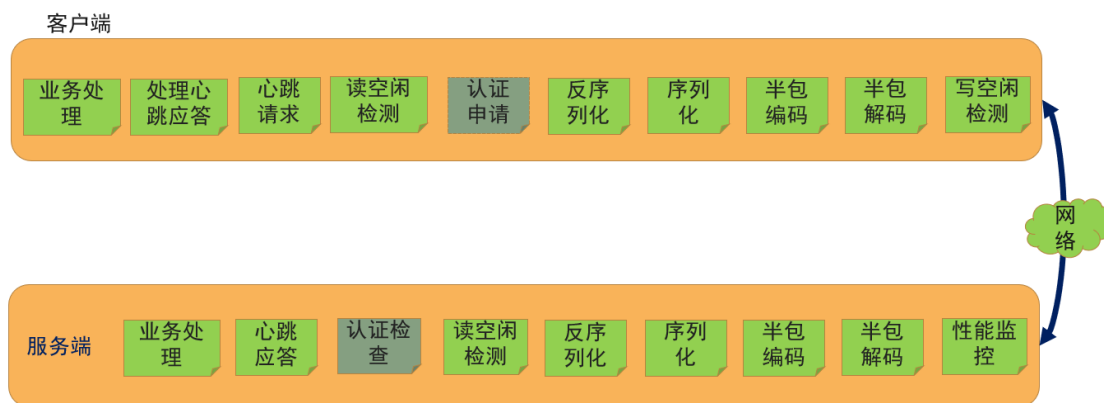 客户端
业务处
理
处理心
跳应答
心跳
请求
读空闲
检测
认证
申请
反序
列化
序列
化
半包
编码
半包
解码
写空闲
检测
网
络
服务端
业务处
理
心跳
应答
认证检
查
读空闲
检测
反序
列化
序列
化
半包
编码
半包
解码
性能监
控